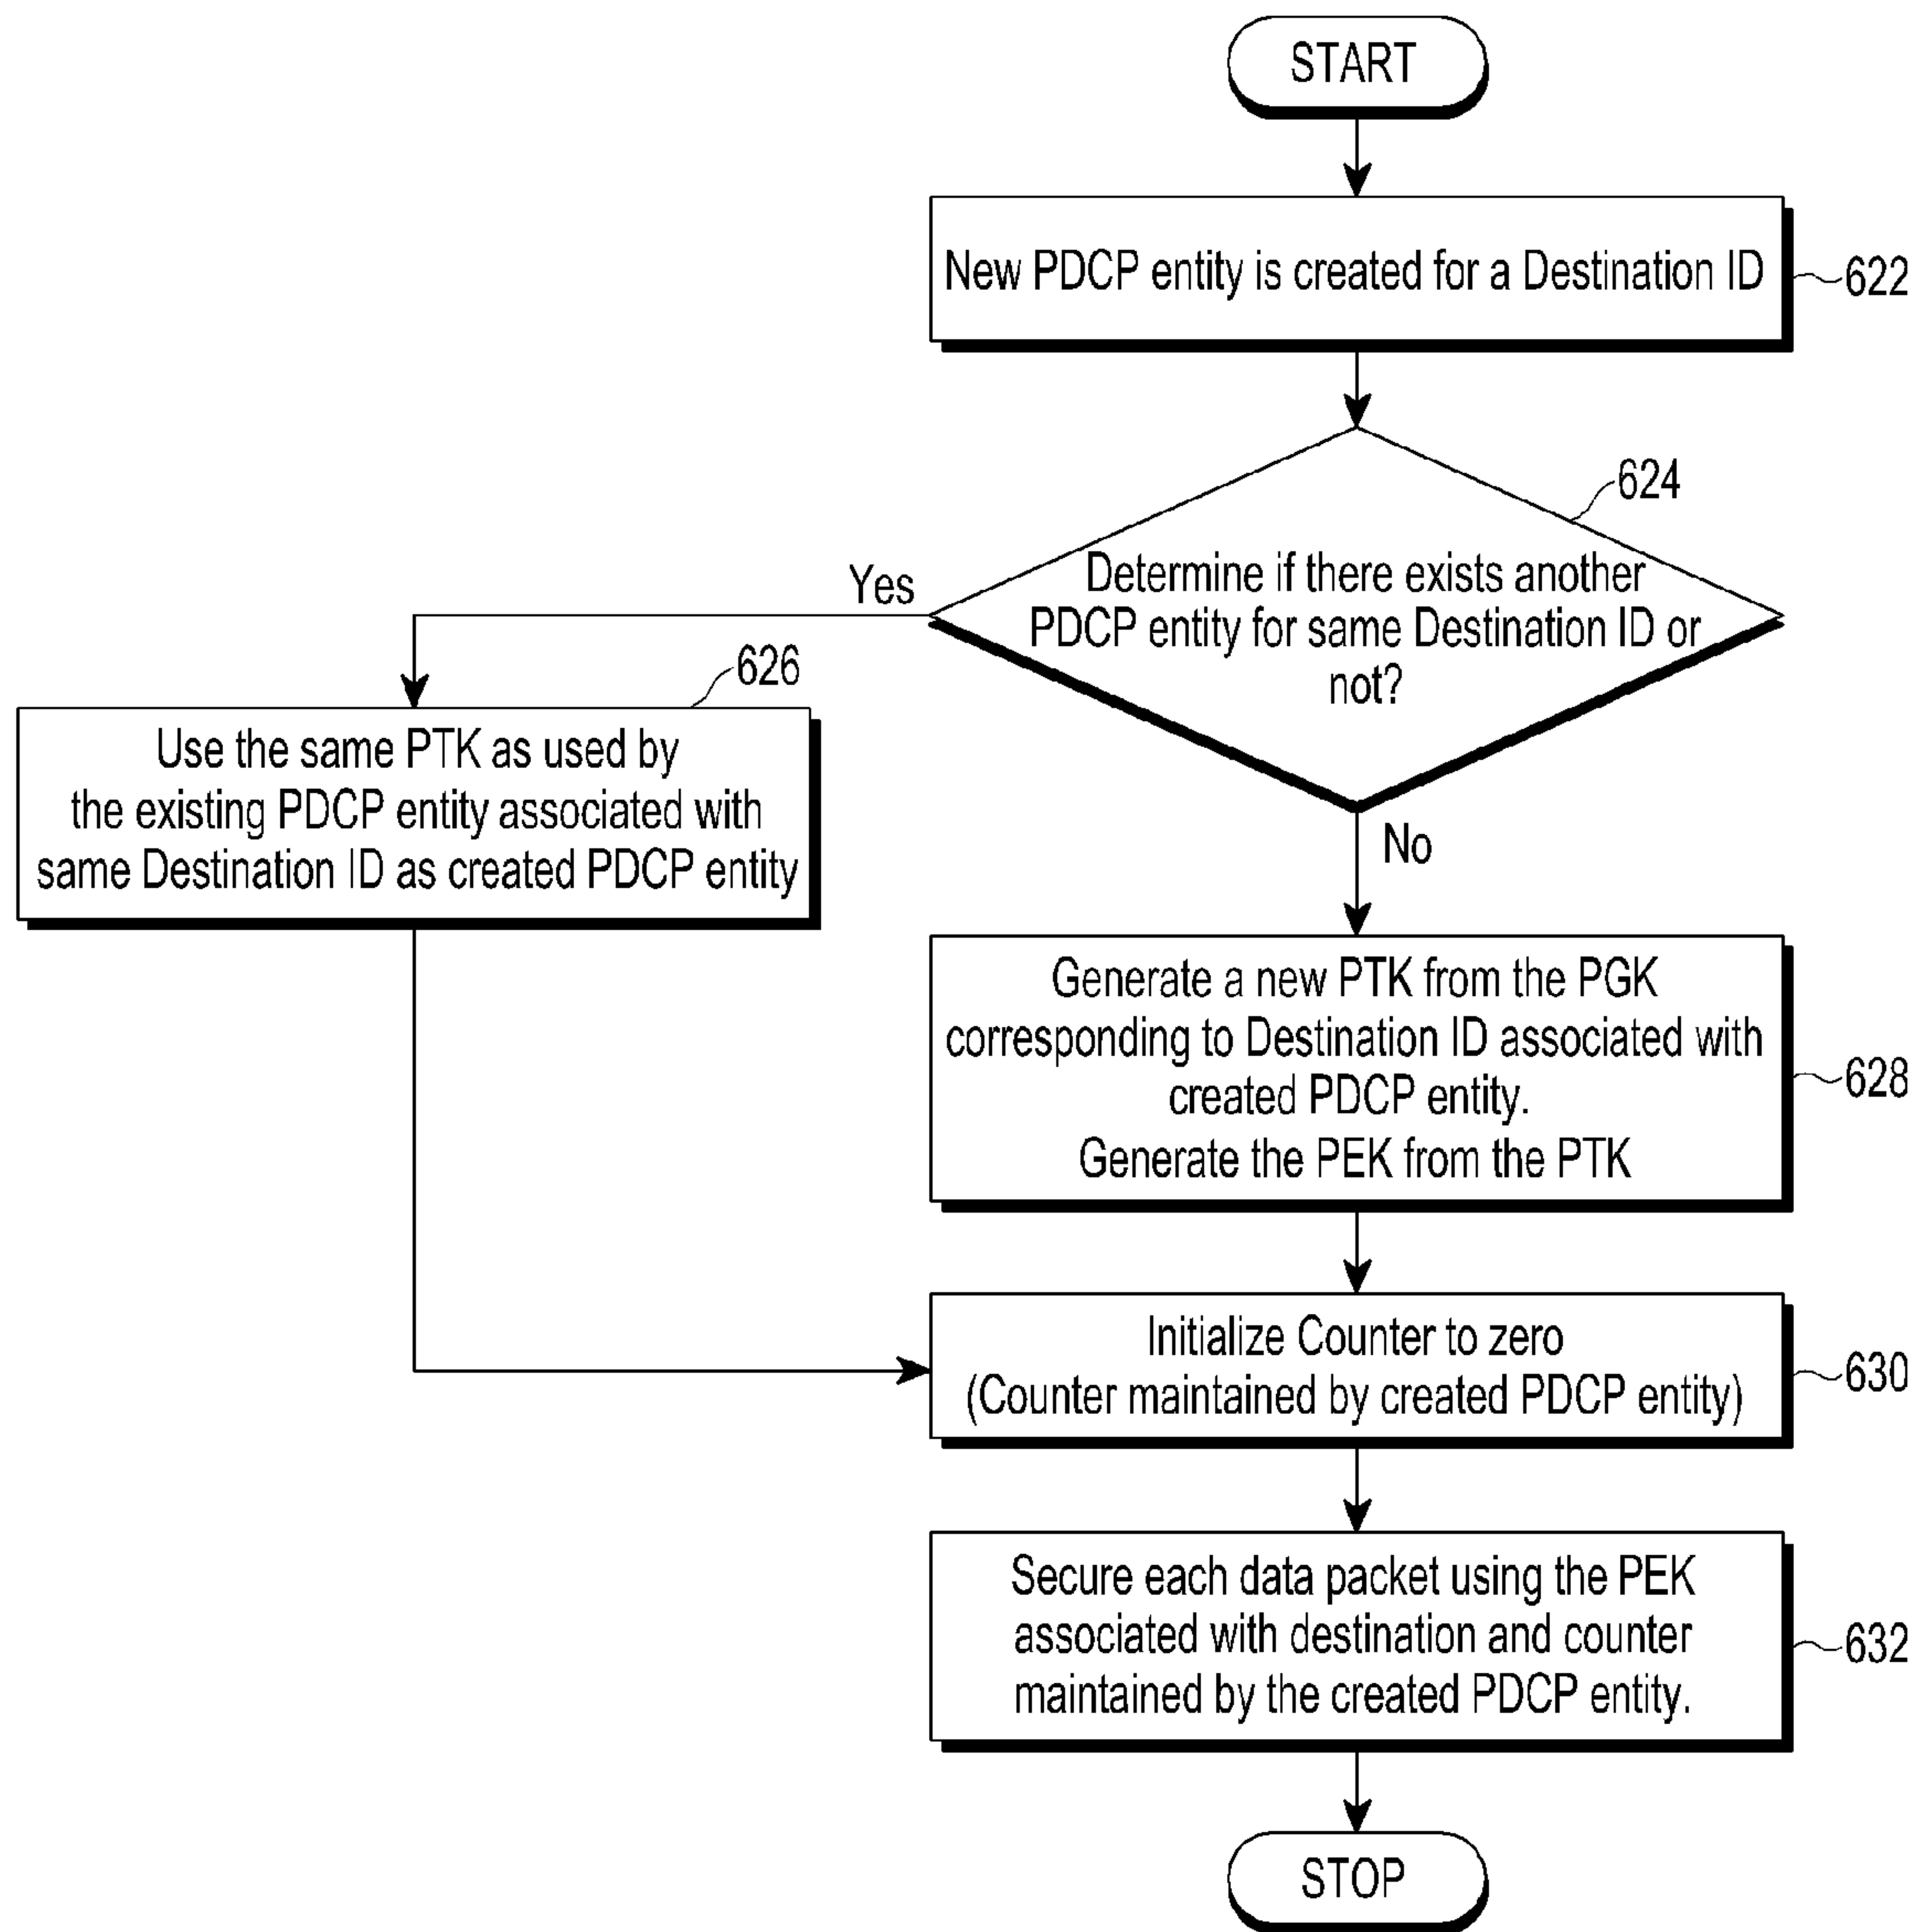 START
New PDCP entity is created for a Destination ID
622
624
Determine if there exists another
PDCP entity for same Destination ID or
not?
Yes
626
Use the same PTK as used by
the existing PDCP entity associated with
same Destination ID as created PDCP entity
No
Generate a new PTK from the PGK
corresponding to Destination ID associated with
created PDCP entity.
Generate the PEK from the PTK
628
Initialize Counter to zero
(Counter maintained by created PDCP entity)
630
Secure each data packet using the PEK
associated with destination and counter
maintained by the created PDCP entity.
632
STOP